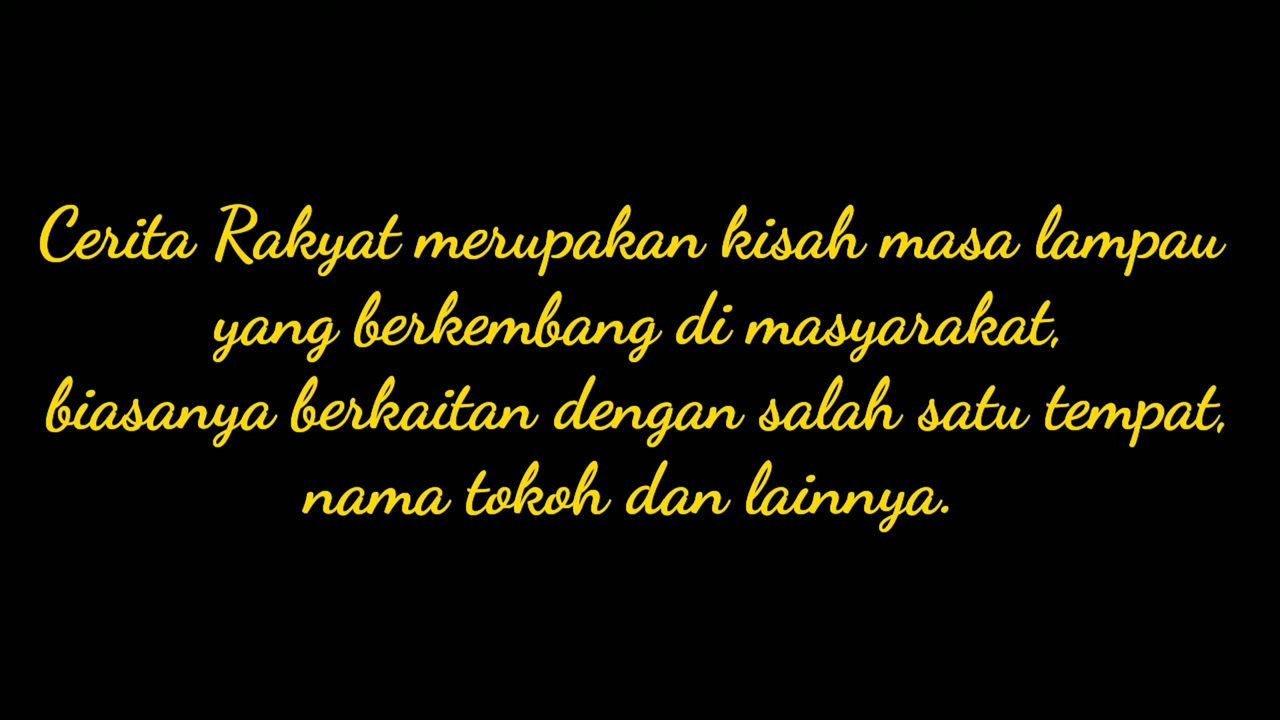 Cerita Rakyat merupakan kisah masa lampau
yang berkembang di masyarakat,
biasanya berkaitan dengan salah satu tempat,
nama tokoh dan lainnya.